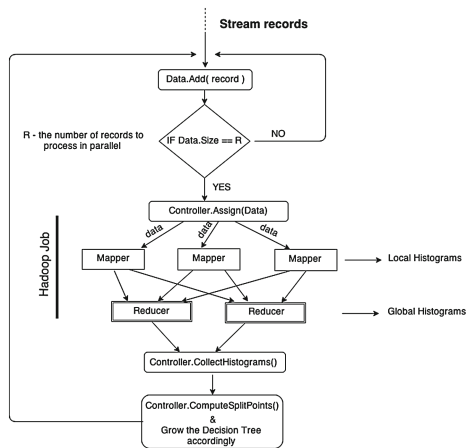 Stream records
Data.Add( record )
R - the number of records to
process in parallel
IF Data.Size == R
NO
YES
Controller.Assign(Data)
data
data
data
Hadoop Job
Mapper
Mapper
Mapper
Local Histograms
Reducer
Reducer
Global Histograms
Controller.CollectHistograms()
Controller.ComputeSplitPoints()
&
Grow the Decision Tree
accordingly